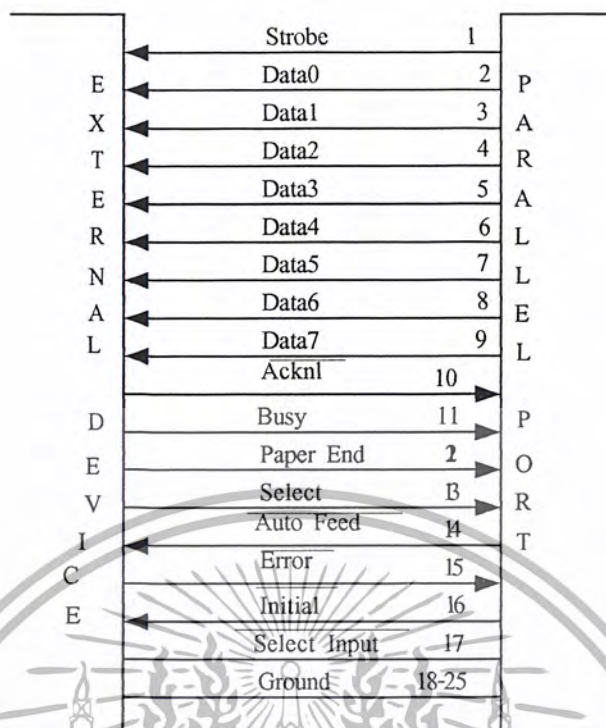 EXTERNAL DEVICE
Strobe 1
Data0 2
Data1 3
Data2 4
Data3 5
Data4 6
Data5 7
Data6 8
Data7 9
Acknl 10
Busy 11
Paper End 12
Select 13
Auto Feed 14
Error 15
Initial 16
Select Input 17
Ground 18-25
PARALLEL PORT